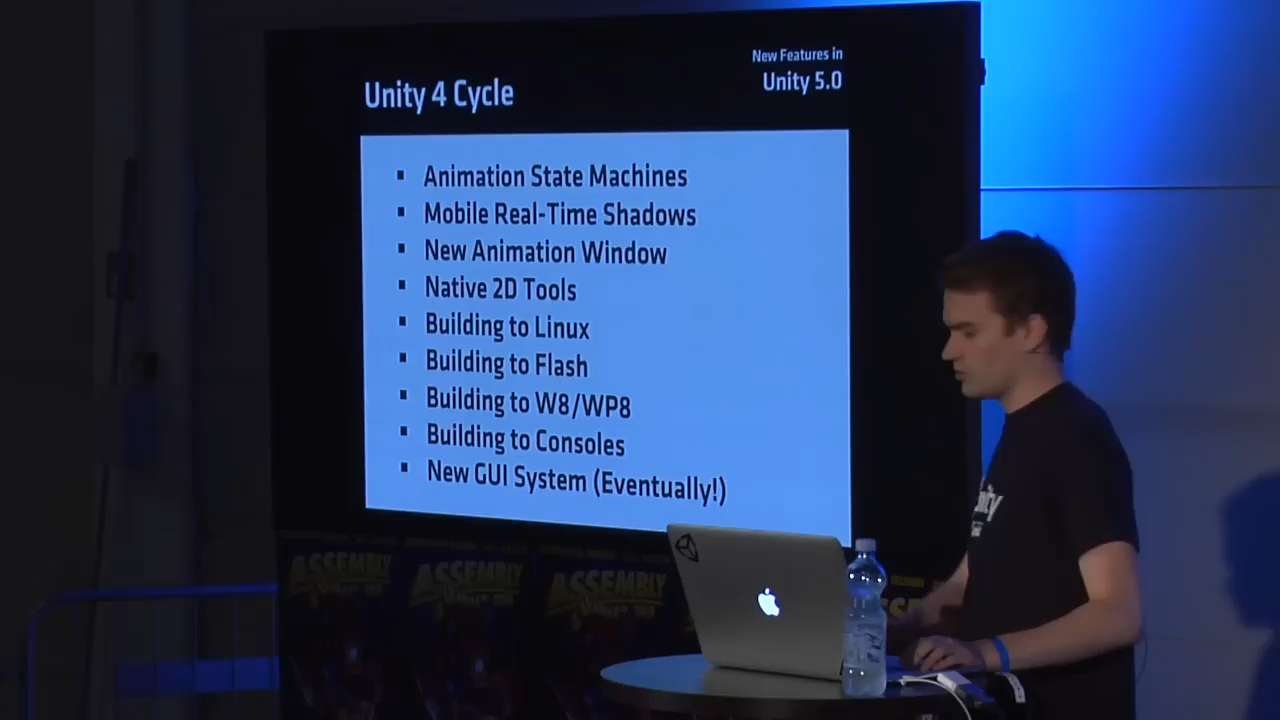 New Features in
Unity 4 Cycle
Unity 5.0
▪ Animation State Machines
▪ Mobile Real-Time Shadows
▪ New Animation Window
▪ Native 2D Tools
▪ Building to Linux
▪ Building to Flash
▪ Building to W8/WP8
▪ Building to Consoles
▪ New GUI System (Eventually!)
ASSEMBLY
ASSEMBLY
ASSEMBLY